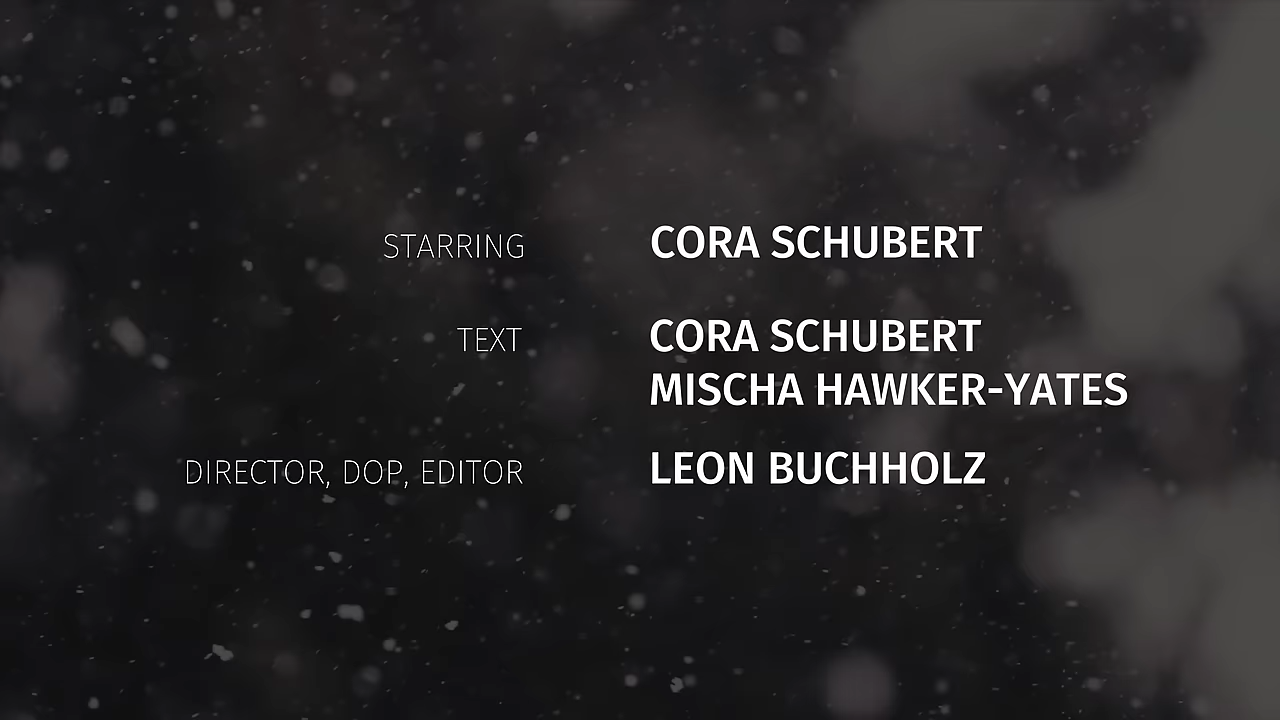 STARRING CORA SCHUBERT
TEXT CORA SCHUBERT
MISCHA HAWKER-YATES
DIRECTOR, DOP, EDITOR LEON BUCHHOLZ